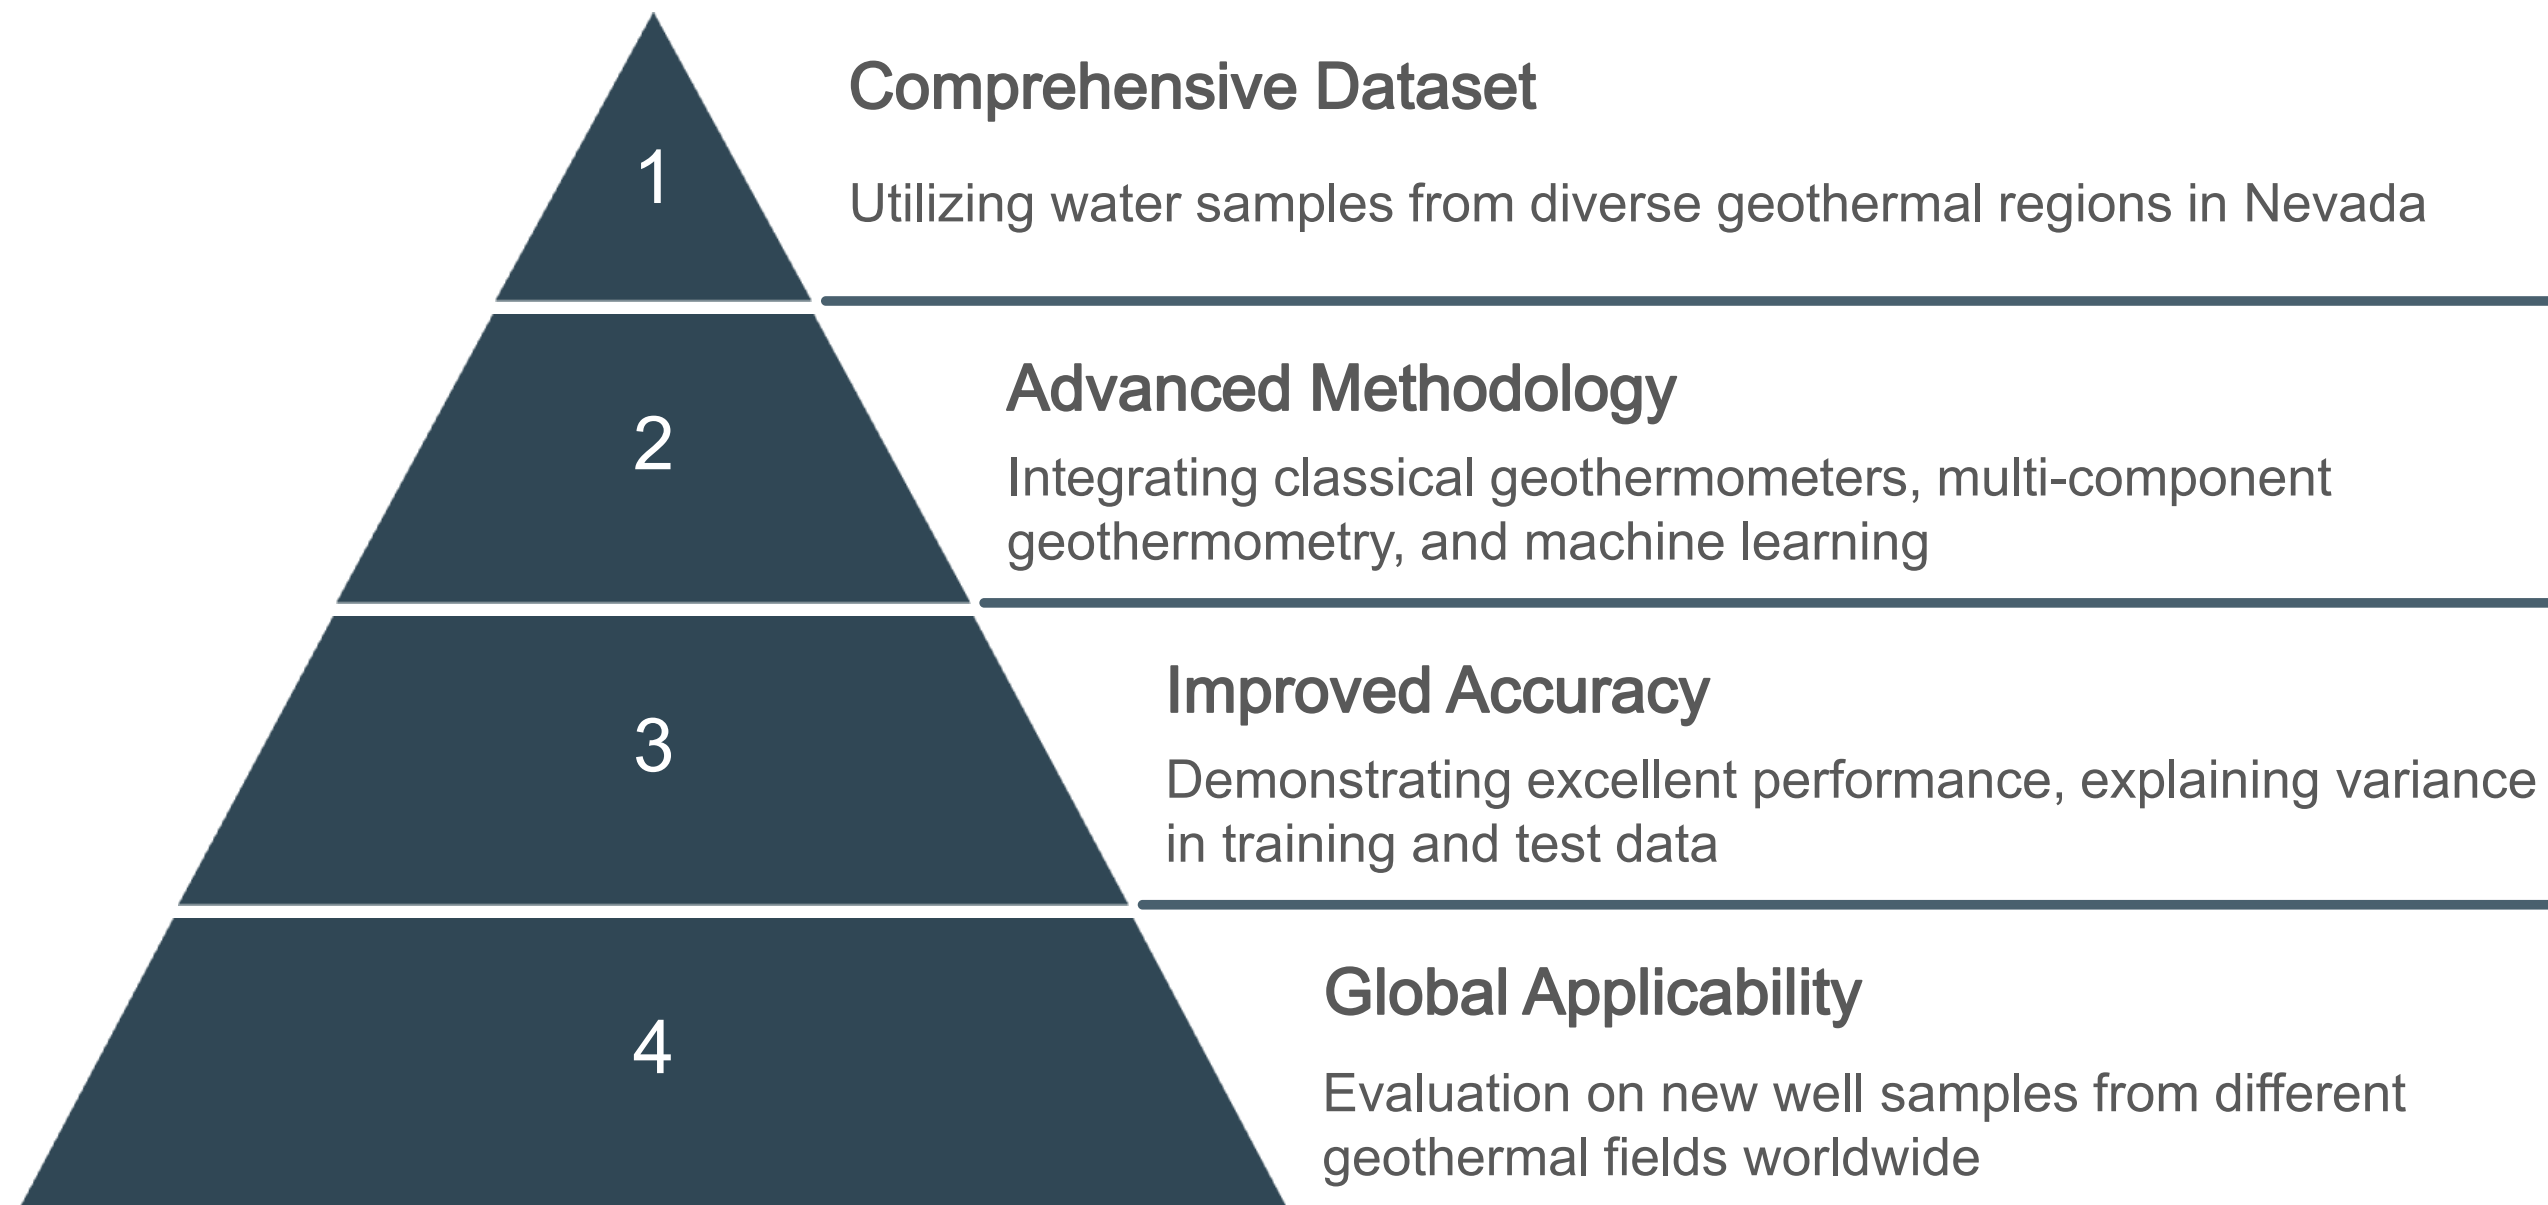 1
Comprehensive Dataset
Utilizing water samples from diverse geothermal regions in Nevada
2
Advanced Methodology
Integrating classical geothermometers, multi-component
geothermometry, and machine learning
3
Improved Accuracy
Demonstrating excellent performance, explaining variance
in training and test data
4
Global Applicability
Evaluation on new well samples from different
geothermal fields worldwide